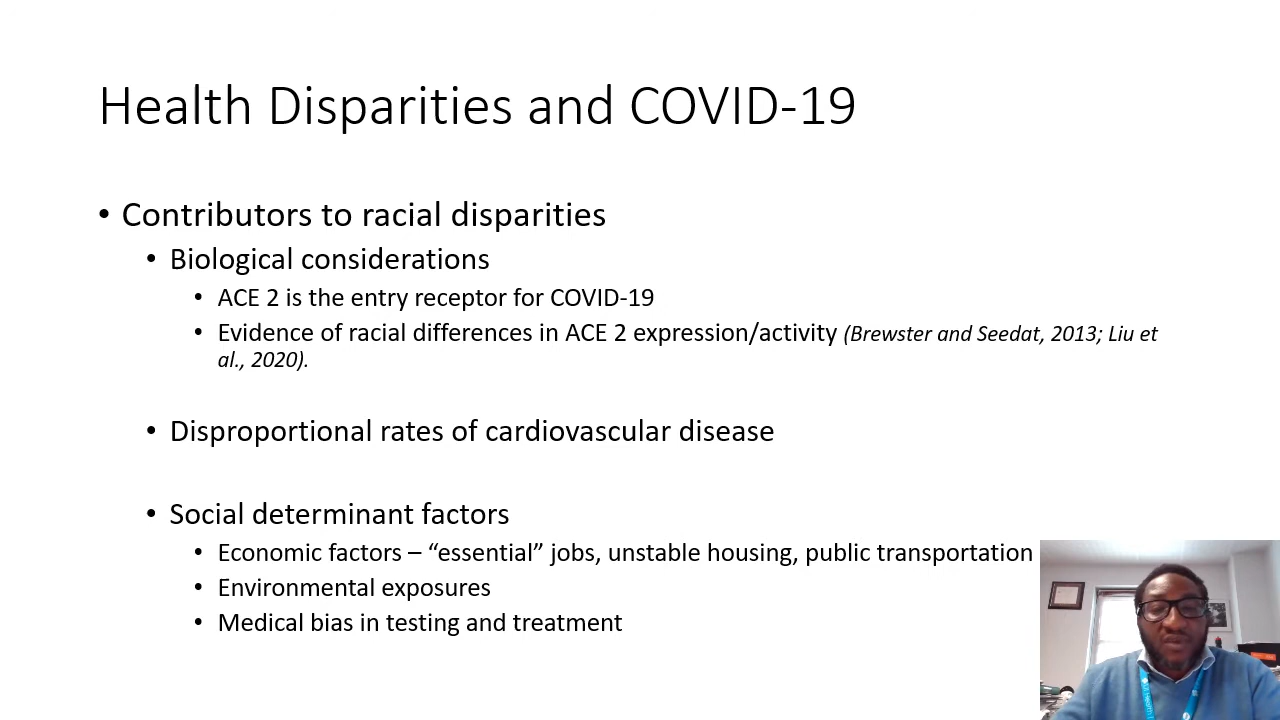 Health Disparities and COVID-19
• Contributors to racial disparities
• Biological considerations
• ACE 2 is the entry receptor for COVID-19
• Evidence of racial differences in ACE 2 expression/activity (Brewster and Seedat, 2013; Liu et
al., 2020).
• Disproportional rates of cardiovascular disease
• Social determinant factors
• Economic factors – “essential” jobs, unstable housing, public transportation
• Environmental exposures
• Medical bias in testing and treatment